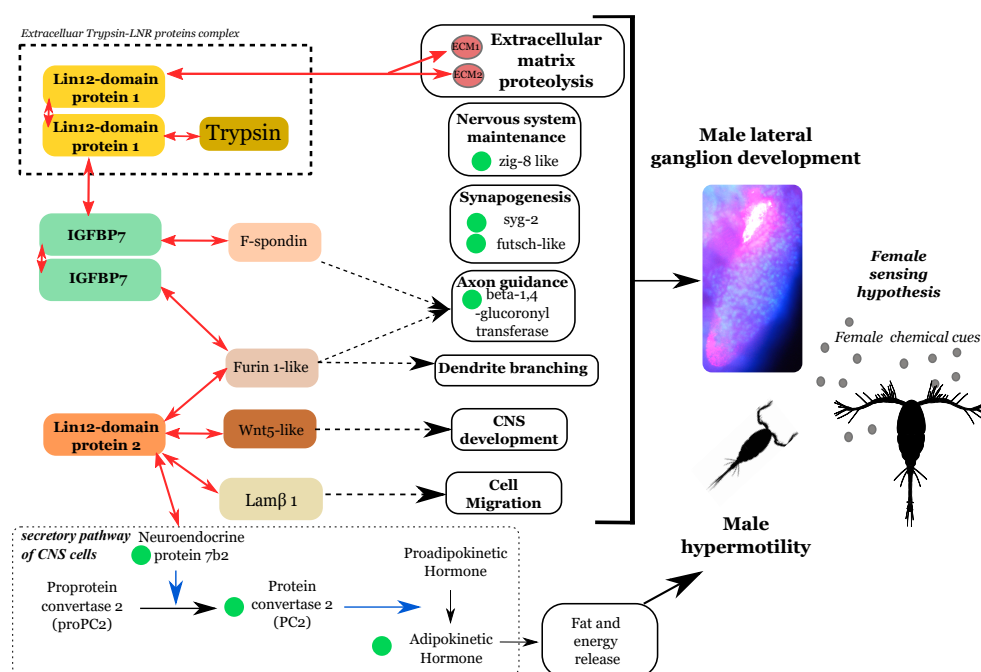 Extracelluar Trypsin-LNR proteins complex
Lin12-domain
protein 1
Lin12-domain
protein 1
Trypsin
ECM1
ECM2
Extracellular
matrix
proteolysis
Nervous system
maintenance
zig-8 like
Synapogenesis
syg-2
futsch-like
IGFBP7
IGFBP7
F-spondin
Axon guidance
beta-1,4
-glucoronyl
transferase
Furin 1-like
Dendrite branching
Lin12-domain
protein 2
Wnt5-like
CNS
development
Lamβ 1
Cell
Migration
Male lateral
ganglion development
Female
sensing
hypothesis
Female chemical cues
Male
hypermotility
secretory pathway
of CNS cells
Neuroendocrine
protein 7b2
Proprotein
convertase 2
(proPC2)
Protein
convertase 2
(PC2)
Proadipokinetic
Hormone
Adipokinetic
Hormone
Fat and
energy
release